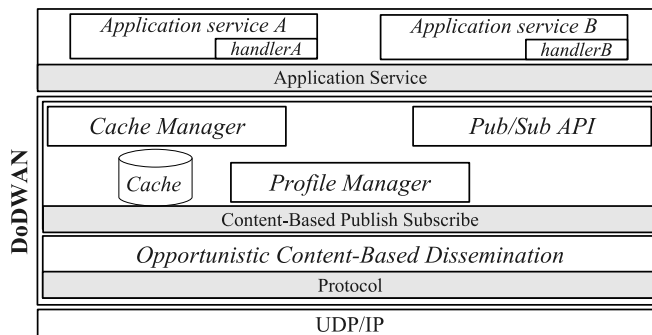 Application service A
Application service B
handlerA
handlerB
Application Service
DoDWAN
Cache Manager
Pub/Sub API
Cache
Profile Manager
Content-Based Publish Subscribe
Opportunistic Content-Based Dissemination
Protocol
UDP/IP